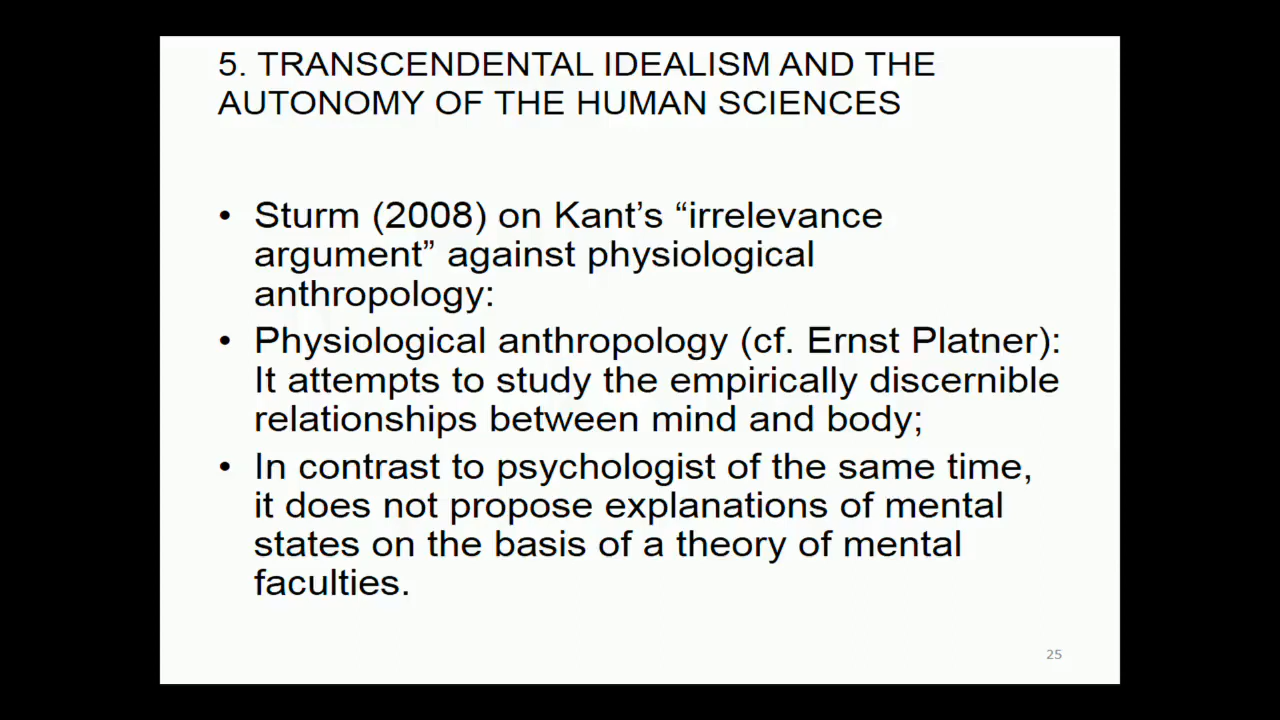 5. TRANSCENDENTAL IDEALISM AND THE
AUTONOMY OF THE HUMAN SCIENCES
• Sturm (2008) on Kant’s “irrelevance
argument” against physiological
anthropology:
• Physiological anthropology (cf. Ernst Platner):
It attempts to study the empirically discernible
relationships between mind and body;
• In contrast to psychologist of the same time,
it does not propose explanations of mental
states on the basis of a theory of mental
faculties.
25